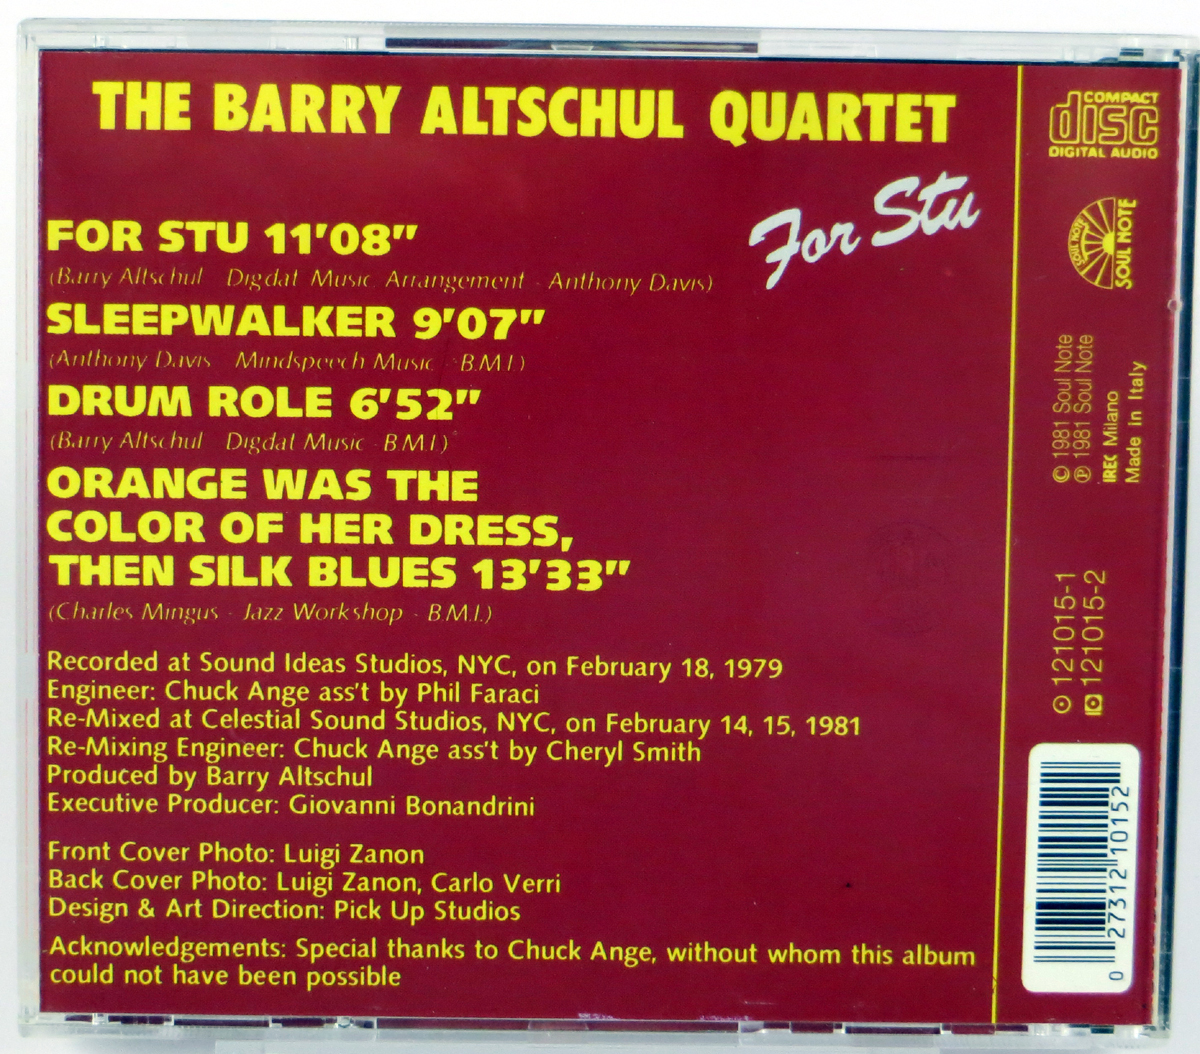 THE BARRY ALTSCHUL QUARTET
For Stu
FOR STU 11'08"
(Barry Altschul Digdat Music Arrangement - Anthony Davis)
SLEEPWALKER 9'07"
(Anthony Davis Mindspeech Music - B.M.I.)
DRUM ROLE 6'52"
(Barry Altschul Digdat Music - B.M.I.)
ORANGE WAS THE
COLOR OF HER DRESS,
THEN SILK BLUES 13'33"
(Charles Mingus - Jazz Workshop - B.M.I.)
Recorded at Sound Ideas Studios, NYC, on February 18, 1979
Engineer: Chuck Ange ass't by Phil Faraci
Re-Mixed at Celestial Sound Studios, NYC, on February 14, 15, 1981
Re-Mixing Engineer: Chuck Ange ass't by Cheryl Smith
Produced by Barry Altschul
Executive Producer: Giovanni Bonandrini
Front Cover Photo: Luigi Zanon
Back Cover Photo: Luigi Zanon, Carlo Verri
Design & Art Direction: Pick Up Studios
Acknowledgements: Special thanks to Chuck Ange, without whom this album
could not have been possible
COMPACT
disc
DIGITAL AUDIO
SOUL NOTE
SOUL NOTE
© 1981 Soul Note
℗ 1981 Soul Note
IREC Milano
Made in Italy
121015-1
121015-2
0 27312 10152